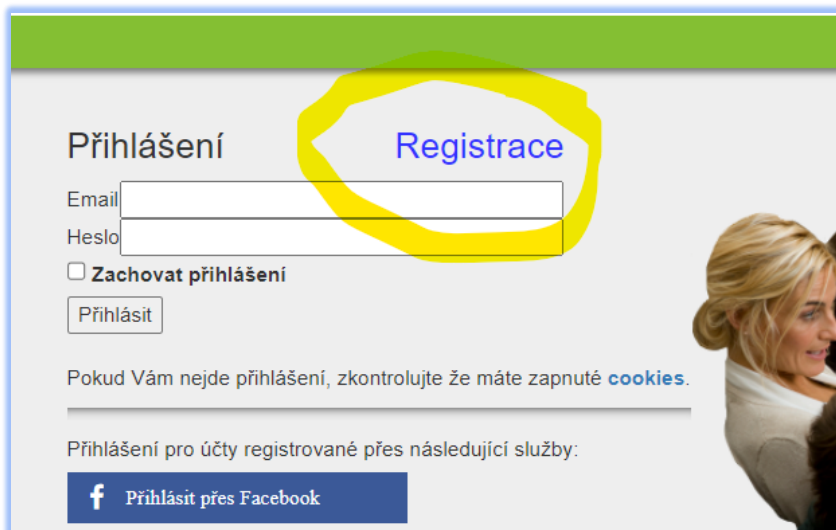 Přihlášení Registrace
Email
Heslo
Zachovat přihlášení
Přihlásit
Pokud Vám nejde přihlášení, zkontrolujte že máte zapnuté cookies.
Přihlášení pro účty registrované přes následující služby:
f Přihlásit přes Facebook